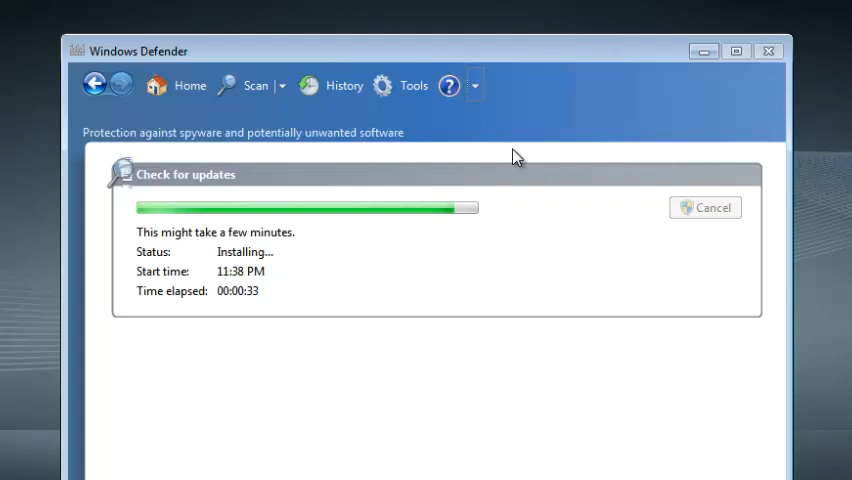 Windows Defender
Home Scan History Tools
Protection against spyware and potentially unwanted software
Check for updates
Cancel
This might take a few minutes.
Status: Installing...
Start time: 11:38 PM
Time elapsed: 00:00:33